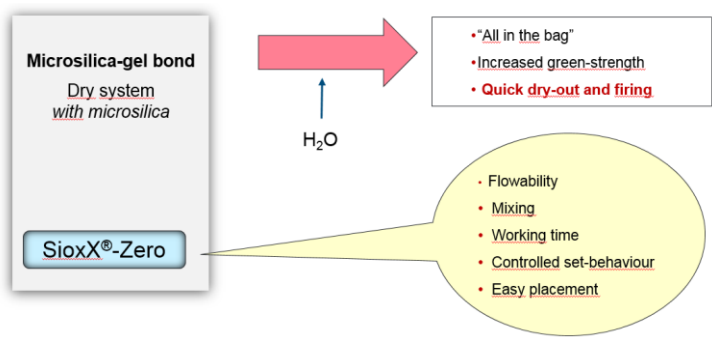 Microsilica-gel bond
Dry system
with microsilica
SioxX®-Zero
H₂O
•“All in the bag”
•Increased green-strength
• Quick dry-out and firing
• Flowability
• Mixing
• Working time
• Controlled set-behaviour
• Easy placement